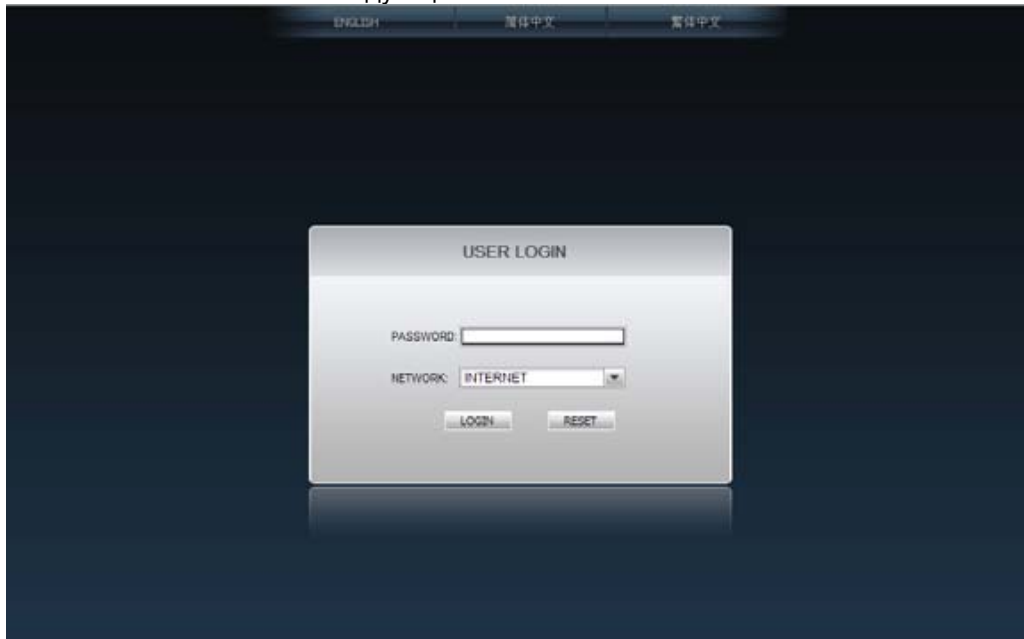 ENGLISH 简体中文 繁体中文
USER LOGIN
PASSWORD:
NETWORK: INTERNET
LOGIN RESET